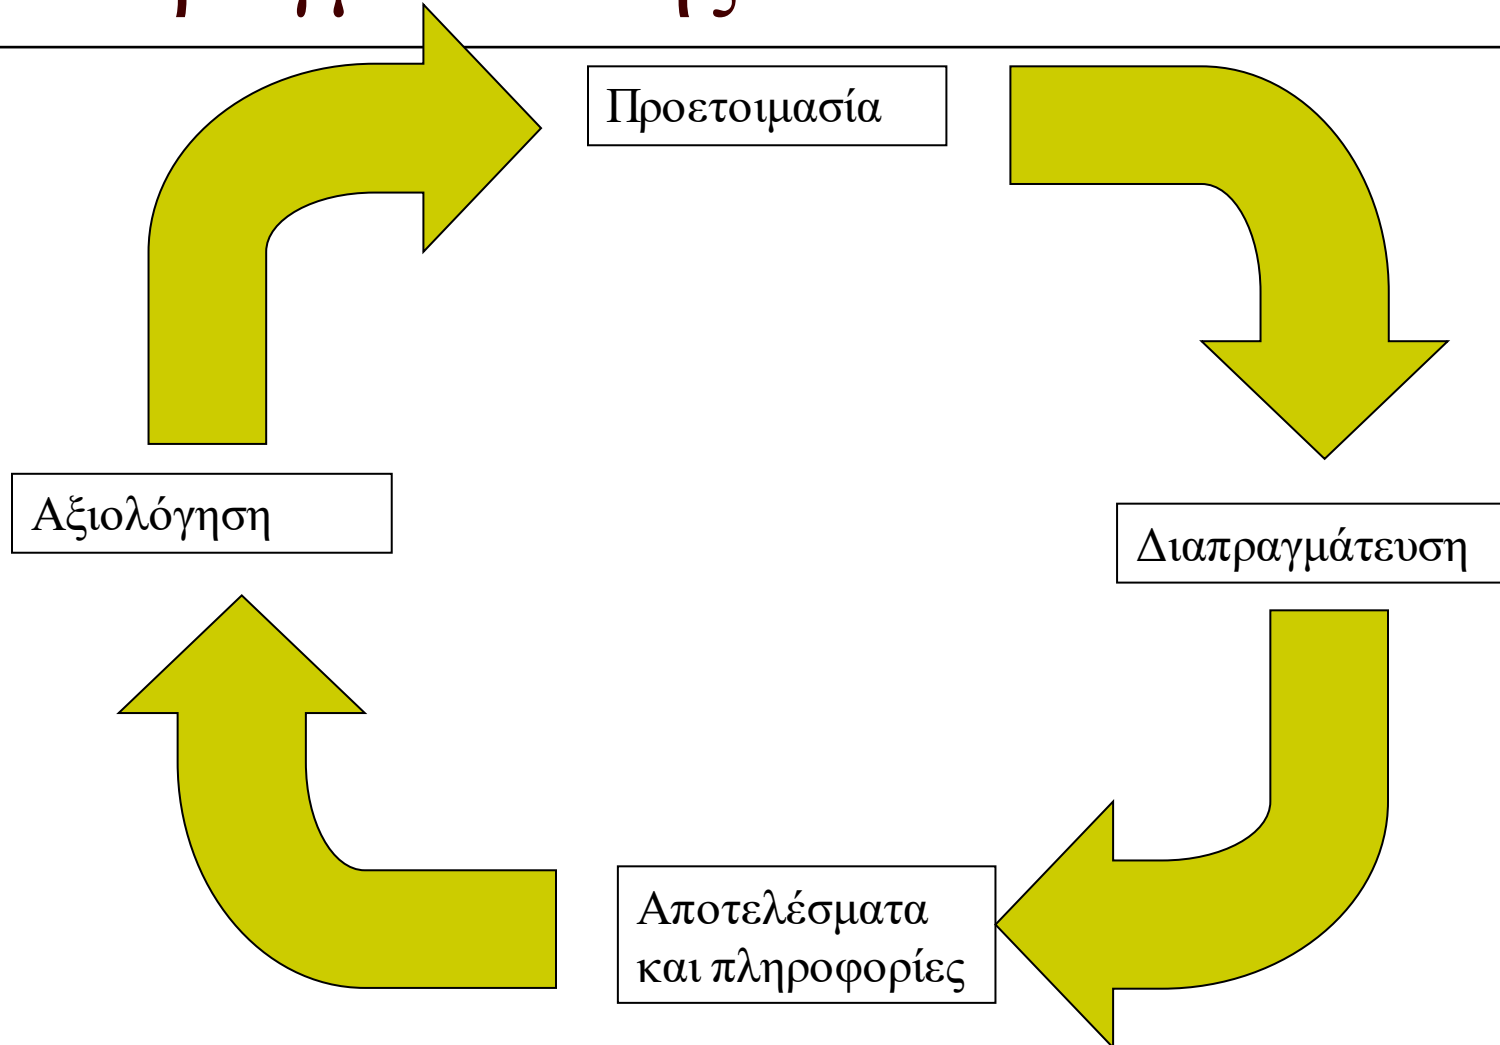 Προετοιμασία
Αξιολόγηση
Διαπραγμάτευση
Αποτελέσματα
και πληροφορίες